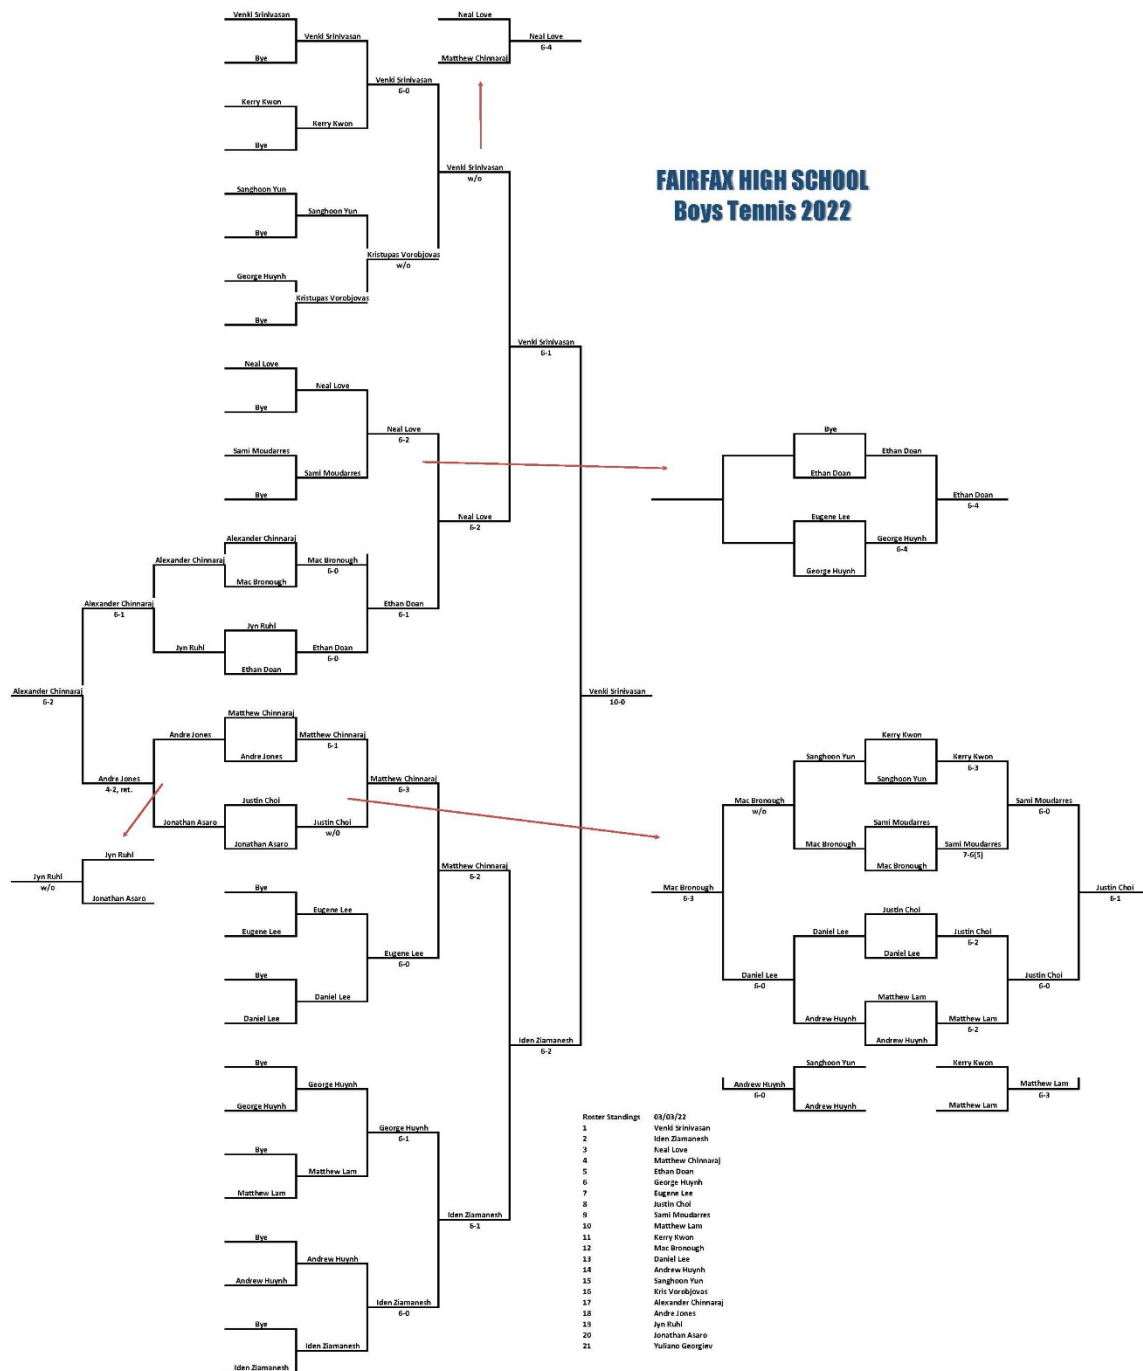 Venki Srinivasan
Venki Srinivasan
Bye
Venki Srinivasan
6-0
Kerry Kwon
Kerry Kwon
Bye
Venki Srinivasan
w/o
Sanghoon Yun
Sanghoon Yun
Bye
Kristupas Vorobjovas
w/o
George Huynh
Kristupas Vorobjovas
Bye
Venki Srinivasan
6-1
Neal Love
Neal Love
Bye
Neal Love
6-2
Sami Moudarres
Sami Moudarres
Bye
Neal Love
6-2
Alexander Chinnaraj
Alexander Chinnaraj
Mac Bronough
6-0
Mac Bronough
Alexander Chinnaraj
6-1
Ethan Doan
6-1
Jyn Ruhl
Jyn Ruhl
Ethan Doan
6-0
Ethan Doan
Alexander Chinnaraj
6-2
Venki Srinivasan
10-0
Matthew Chinnaraj
Andre Jones
Matthew Chinnaraj
6-1
Andre Jones
Andre Jones
4-2, ret.
Matthew Chinnaraj
6-3
Justin Choi
Jonathan Asaro
Justin Choi
w/0
Jonathan Asaro
Jyn Ruhl
Jyn Ruhl
w/o
Jonathan Asaro
Matthew Chinnaraj
6-2
Bye
Eugene Lee
Eugene Lee
Eugene Lee
6-0
Bye
Daniel Lee
Daniel Lee
Iden Ziamanesh
6-2
Bye
George Huynh
George Huynh
George Huynh
6-1
Bye
Matthew Lam
Matthew Lam
Iden Ziamanesh
6-1
Bye
Andrew Huynh
Andrew Huynh
Iden Ziamanesh
6-0
Bye
Iden Ziamanesh
Iden Ziamanesh
Neal Love
Neal Love
6-4
Matthew Chinnaraj
FAIRFAX HIGH SCHOOL
Boys Tennis 2022
Bye
Ethan Doan
Ethan Doan
Ethan Doan
6-4
Eugene Lee
George Huynh
6-4
George Huynh
Kerry Kwon
Sanghoon Yun
Kerry Kwon
6-3
Sanghoon Yun
Mac Bronough
w/o
Sami Moudarres
6-0
Sami Moudarres
Mac Bronough
Sami Moudarres
7-6(5)
Mac Bronough
Mac Bronough
6-3
Justin Choi
6-1
Justin Choi
Daniel Lee
Justin Choi
6-2
Daniel Lee
Daniel Lee
6-0
Justin Choi
6-0
Matthew Lam
Andrew Huynh
Matthew Lam
6-2
Andrew Huynh
Sanghoon Yun
Kerry Kwon
Andrew Huynh
6-0
Matthew Lam
6-3
Andrew Huynh
Matthew Lam
Roster Standings 03/03/22
1 Venki Srinivasan
2 Iden Ziamanesh
3 Neal Love
4 Matthew Chinnaraj
5 Ethan Doan
6 George Huynh
7 Eugene Lee
8 Justin Choi
9 Sami Moudarres
10 Matthew Lam
11 Kerry Kwon
12 Mac Bronough
13 Daniel Lee
14 Andrew Huynh
15 Sanghoon Yun
16 Kris Vorobjovas
17 Alexander Chinnaraj
18 Andre Jones
19 Jyn Ruhl
20 Jonathan Asaro
21 Yuliano Georgiev